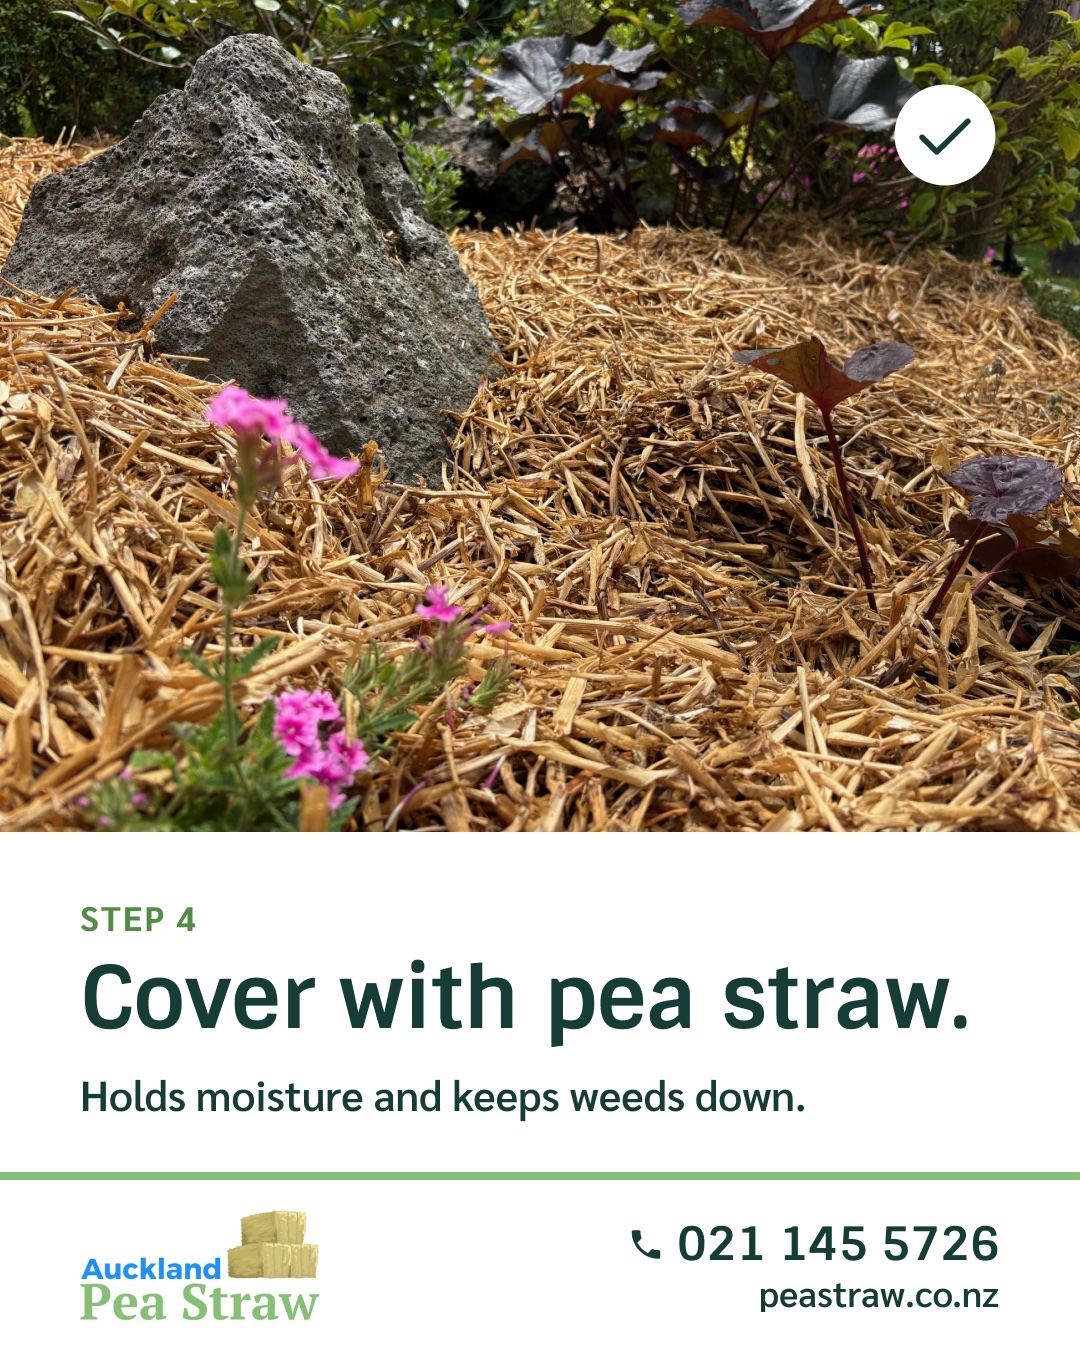 STEP 4
Cover with pea straw.
Holds moisture and keeps weeds down.
Auckland
Pea Straw
021 145 5726
peastraw.co.nz